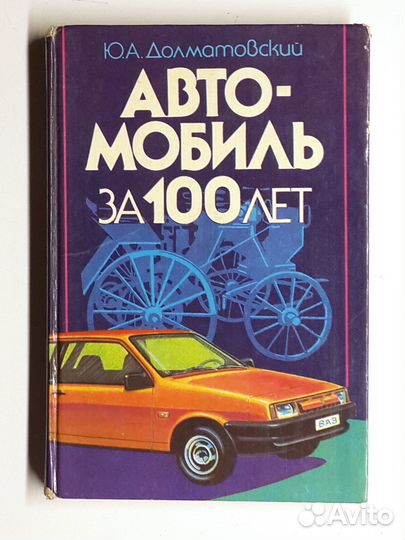 Ю.А. Долматовский
АВТО-
МОБИЛЬ
ЗА 100 ЛЕТ
ВАЗ
Avito